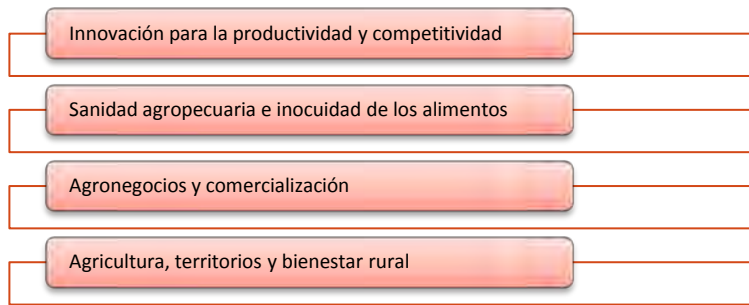 Innovación para la productividad y competitividad
Sanidad agropecuaria e inocuidad de los alimentos
Agronegocios y comercialización
Agricultura, territorios y bienestar rural